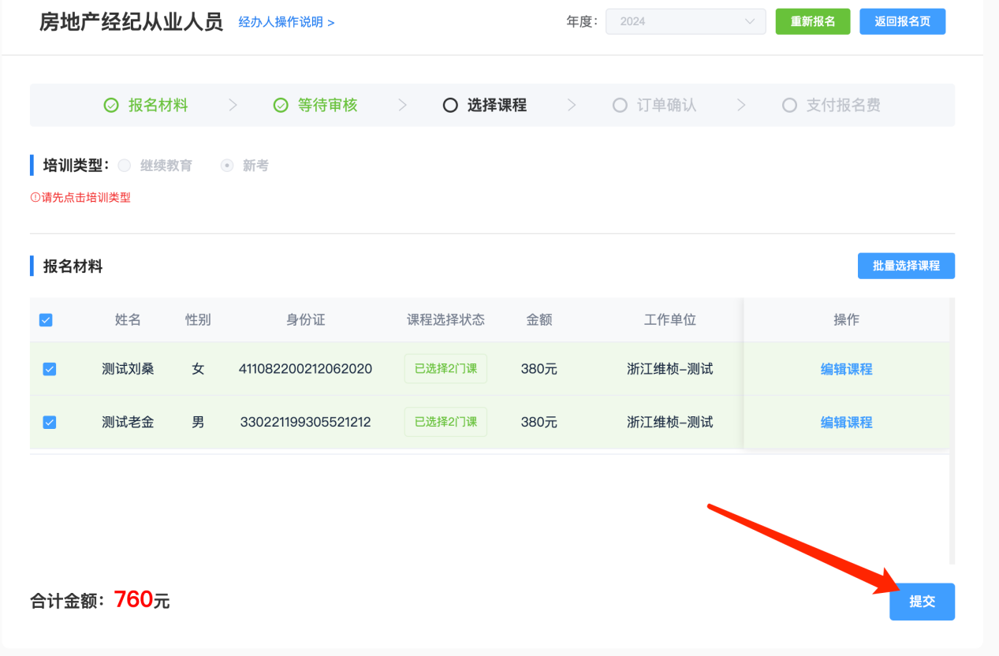 房地产经纪从业人员 经办人操作说明 > 年度: 2024 重新报名 返回报名页
报名材料 等待审核 选择课程 订单确认 支付报名费
培训类型: 继续教育 新考
请先点击培训类型
报名材料 批量选择课程
姓名 性别 身份证 课程选择状态 金额 工作单位 操作
测试刘桑 女 411082200212062020 已选择2门课 380元 浙江维桢-测试 编辑课程
测试老金 男 330221199305521212 已选择2门课 380元 浙江维桢-测试 编辑课程
合计金额: 760元 提交